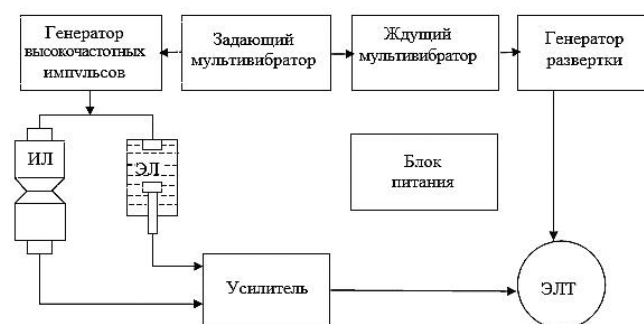 Генератор
высокочастотных
импульсов
Задающий
мультивибратор
Ждущий
мультивибратор
Генератор
развертки
ИЛ
ЭЛ
Блок
питания
Усилитель
ЭЛТ